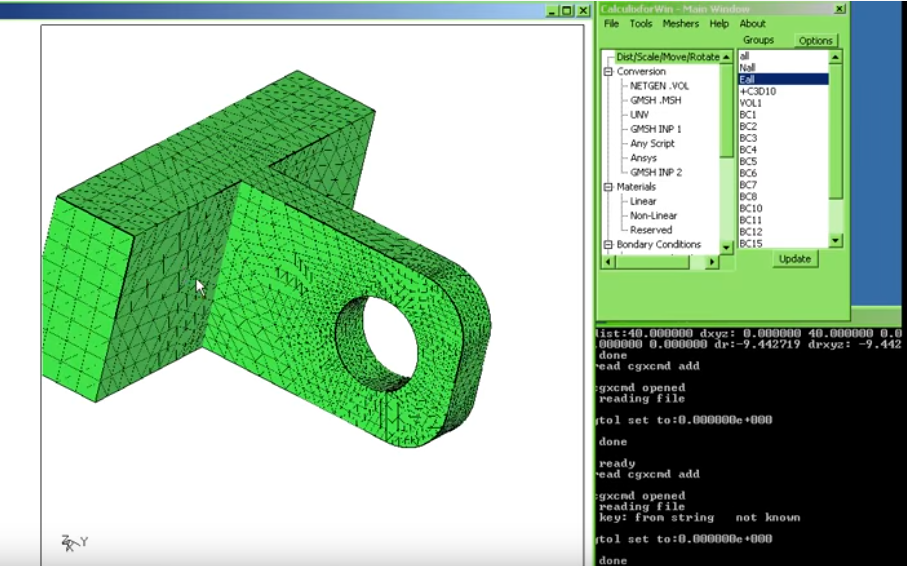 CalculixforWin - Main Window
File Tools Meshers Help About
Groups Options
Dist/Scale/Move/Rotate
Conversion
NETGEN .VOL
GMSH .MSH
UNV
GMSH INP 1
Any Script
Ansys
GMSH INP 2
Materials
Linear
Non-Linear
Reserved
Bondary Conditions
all
Nall
Eall
+C3D10
VOL1
BC1
BC2
BC3
BC4
BC5
BC6
BC7
BC8
BC10
BC11
BC12
BC15
Update
list:40.000000 dxyz: 0.000000 40.000000 0.0
.000000 0.000000 dr:-9.442719 drxyz: -9.442
done
read cgxcmd add
cgxcmd opened
reading file
gtol set to:0.000000e+000
done
ready
read cgxcmd add
cgxcmd opened
reading file
key: from string not known
gtol set to:0.000000e+000
done
Z Y
X